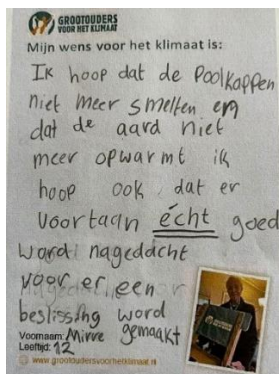 GROOTOUDERS
VOOR HET KLIMAAT
Mijn wens voor het klimaat is:
Ik hoop dat de Poolkappen
niet meer smelten en
dat de aard niet
meer opwarmt ik
hoop ook dat er
voortaan écht goed
word nagedacht
voor er een
beslissing word
gemaakt
Voornaam: Mirre
Leeftijd: 12
www.grootoudersvoorhetklimaat.nl